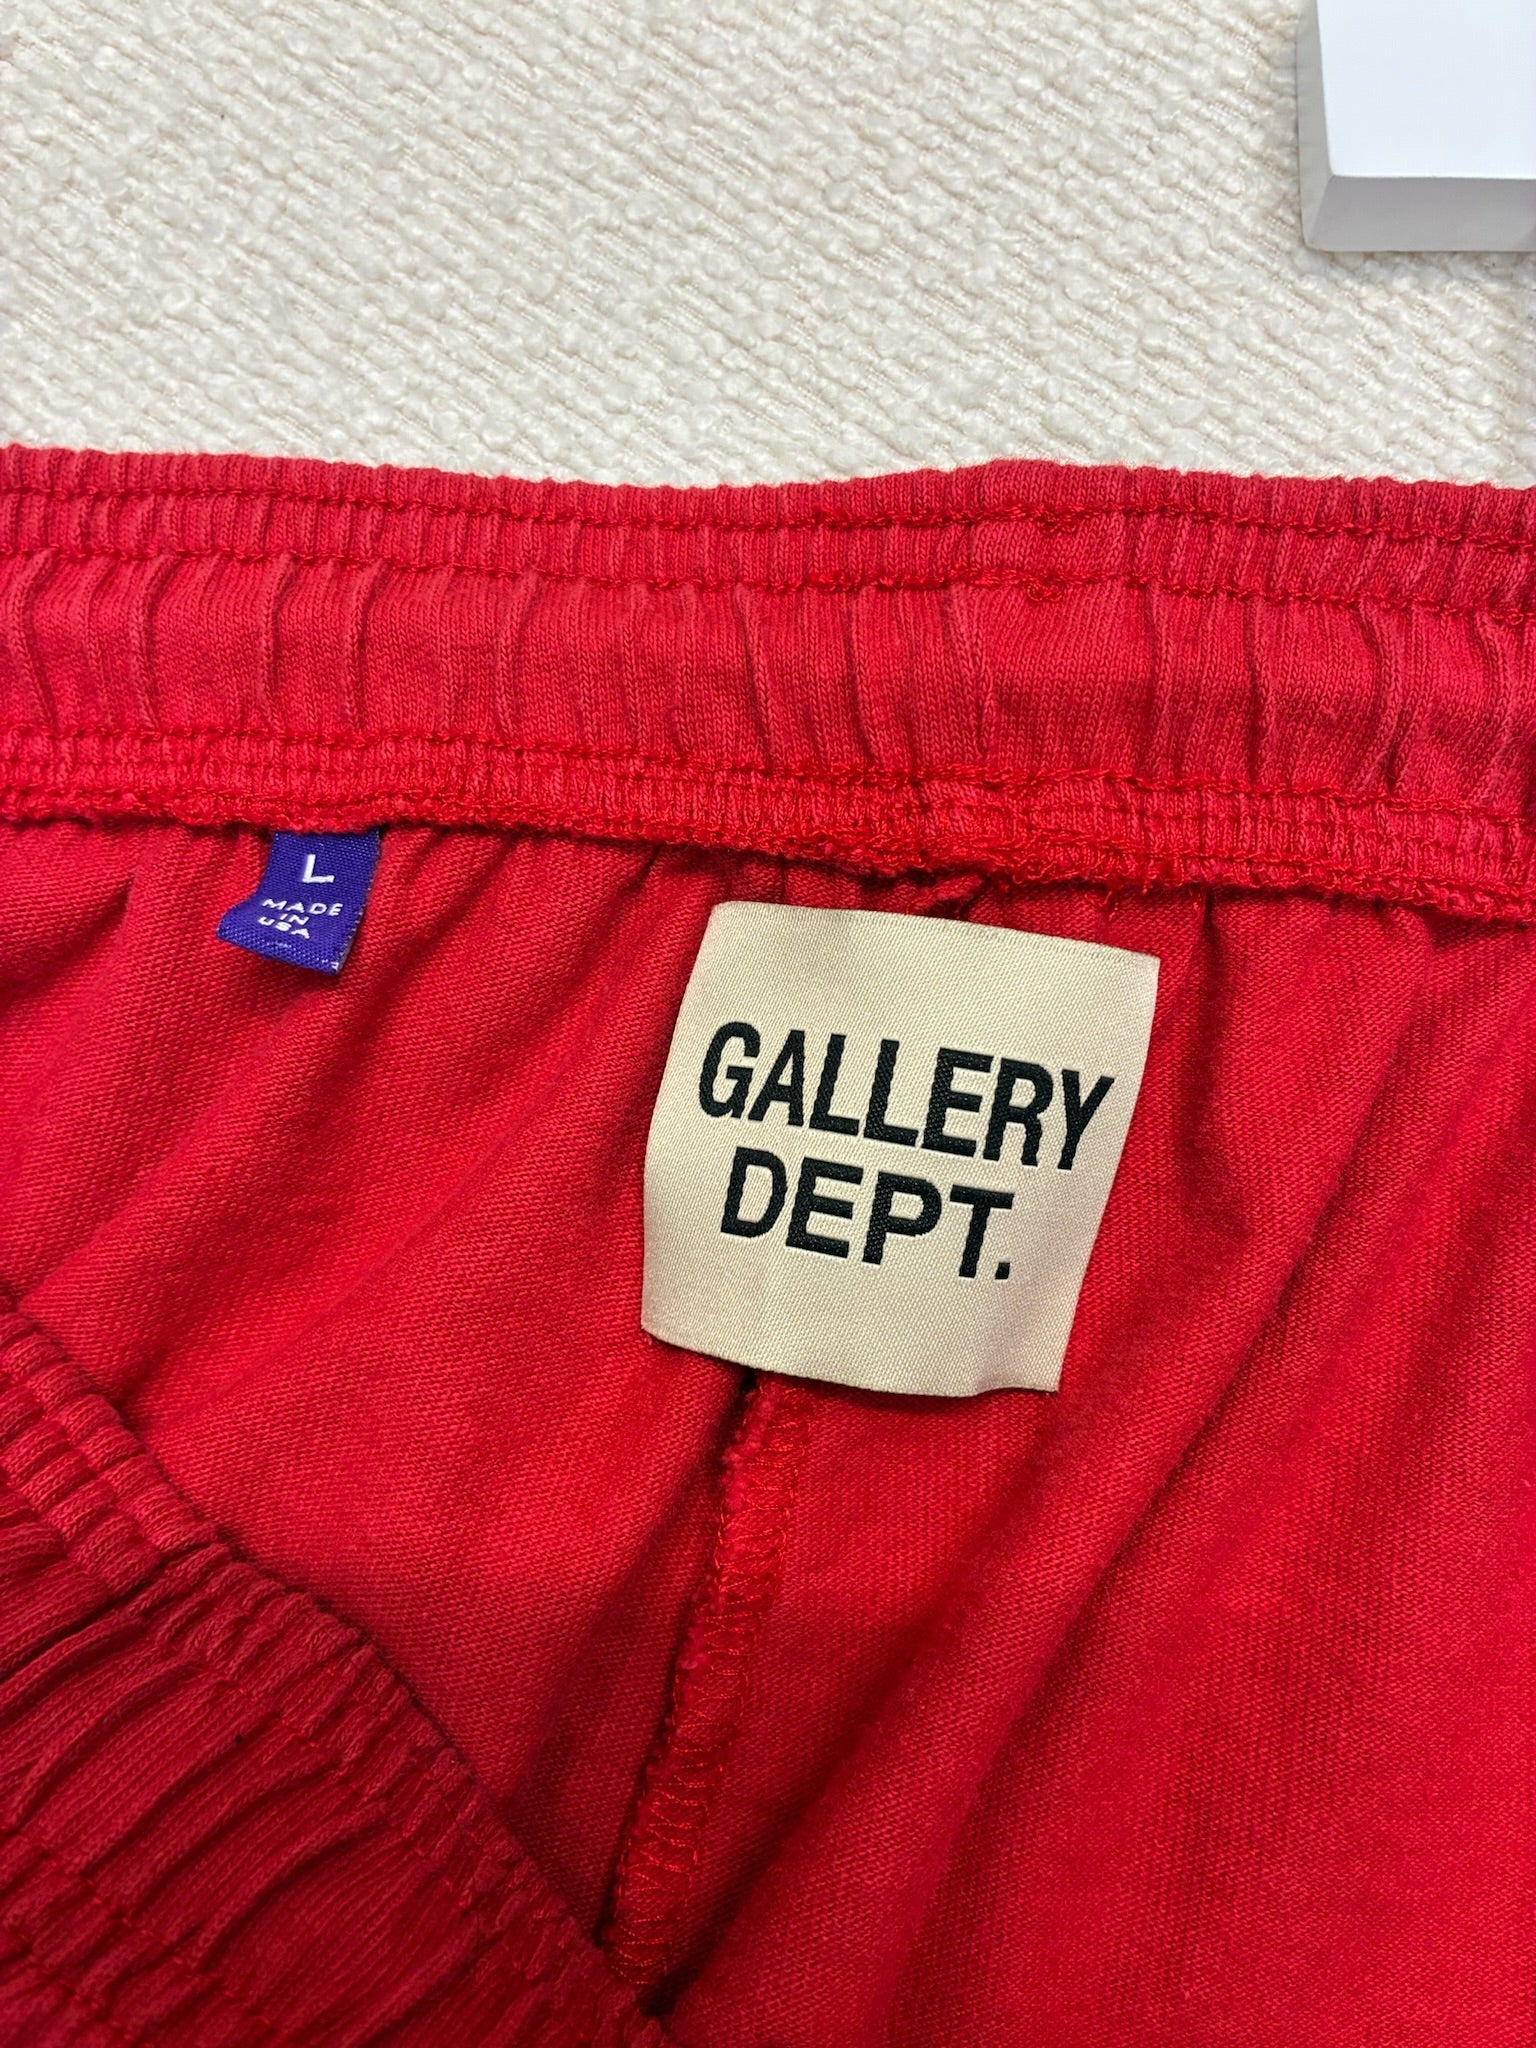 L
MADE
IN
USA
GALLERY
DEPT.